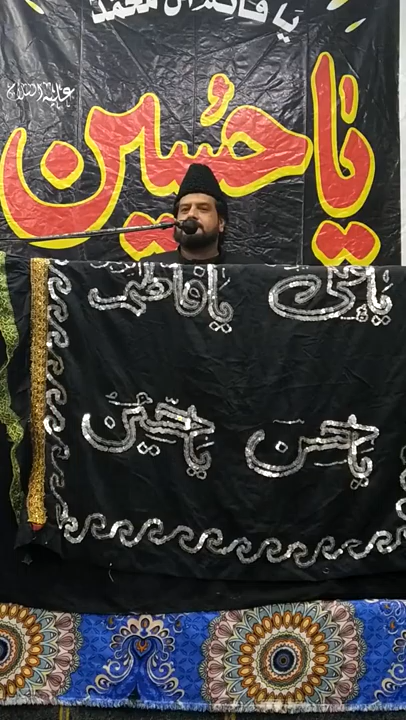 یا قائم آل محمد
یا حسین
علیہ السلام
یا علی یا فاطمہ
یا حسن یا حسین